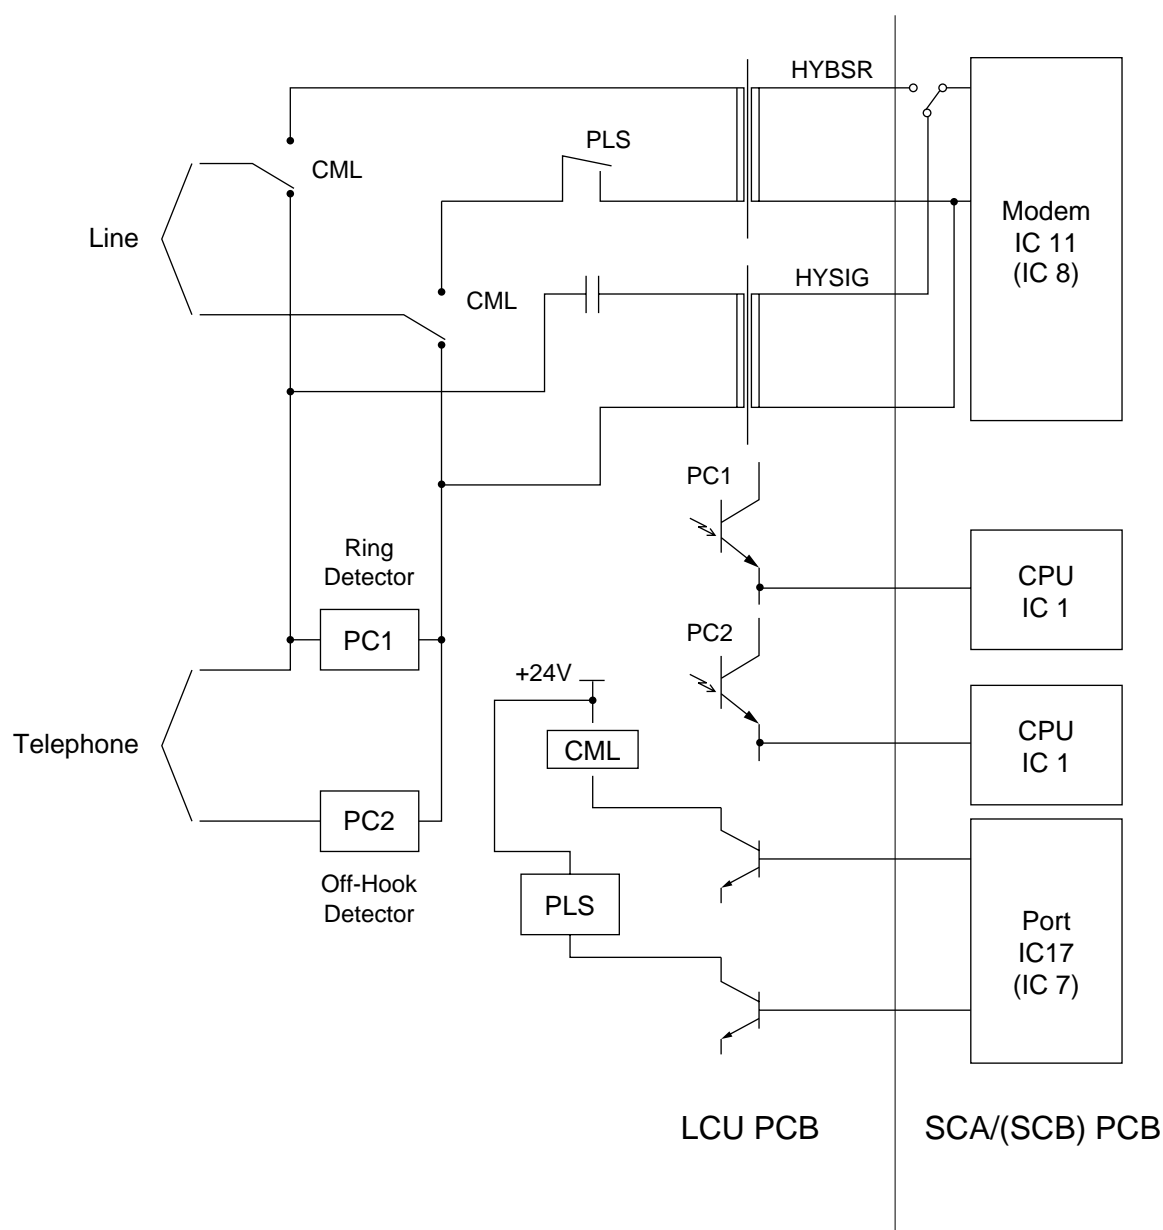 HYBSR
PLS
CML
Line
CML
HYSIG
Modem
IC 11
(IC 8)
PC1
Ring
Detector
PC1
CPU
IC 1
PC2
+24V
CML
CPU
IC 1
Telephone
PC2
Off-Hook
Detector
PLS
Port
IC17
(IC 7)
LCU PCB
SCA/(SCB) PCB